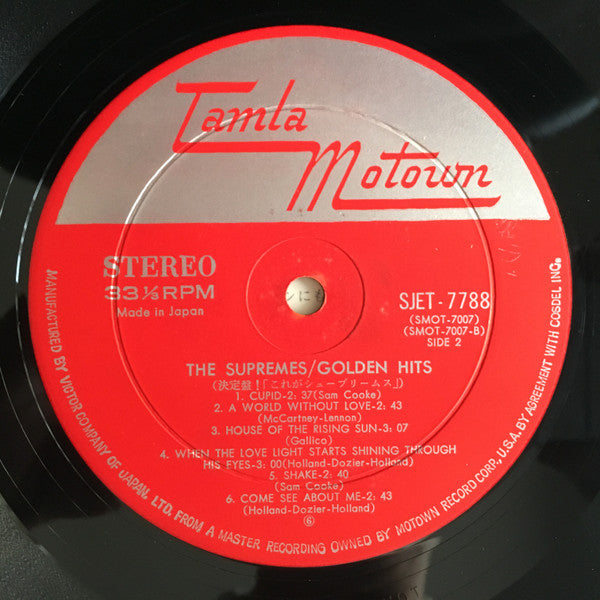 Tamla
Motown
STEREO
33⅓RPM
Made in Japan
SJET-7788
(SMOT-7007)
(SMOT-7007-B)
SIDE 2
THE SUPREMES/GOLDEN HITS
(決定盤!「これがシュープリームス」)
1. CUPID-2: 37(Sam Cooke)
2. A WORLD WITHOUT LOVE-2: 43
(McCartney-Lennon)
3. HOUSE OF THE RISING SUN-3: 07
(Gallico)
4. WHEN THE LOVE LIGHT STARTS SHINING THROUGH
HIS EYES-3: 00(Holland-Dozier-Holland)
5. SHAKE-2: 40
(Sam Cooke)
6. COME SEE ABOUT ME-2: 43
(Holland-Dozier-Holland)
⑥
MANUFACTURED BY VICTOR COMPANY OF JAPAN, LTD. FROM A MASTER RECORDING OWNED BY MOTOWN RECORD CORP., U.S.A. BY AGREEMENT WITH COSDEL INC.